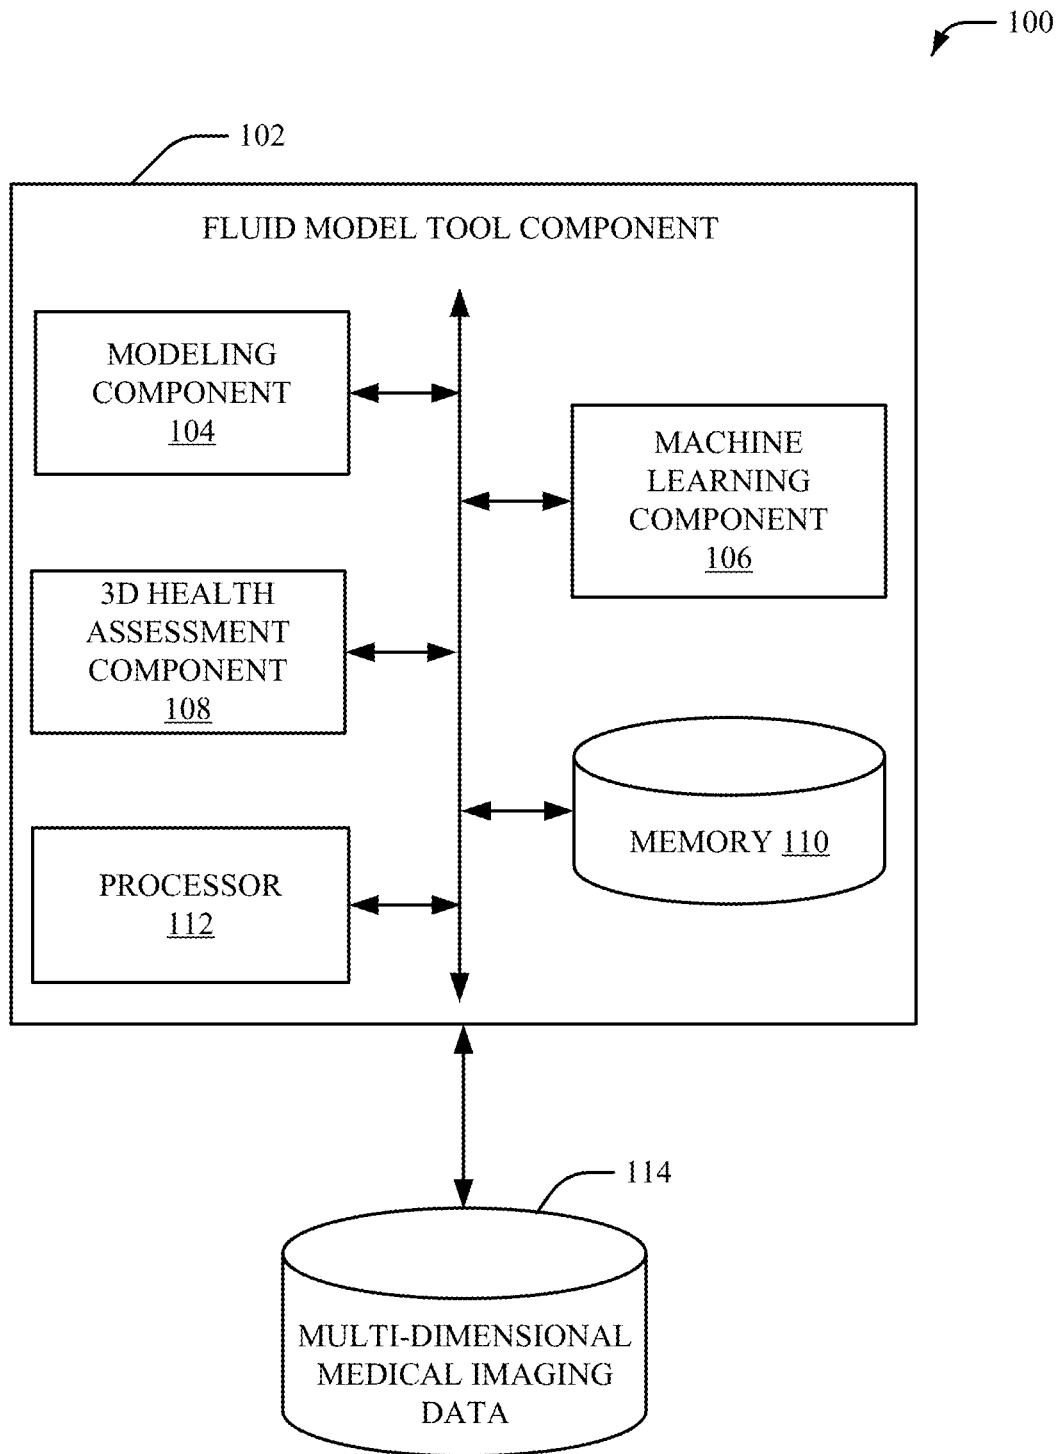 100
102
FLUID MODEL TOOL COMPONENT
MODELING
COMPONENT
104
MACHINE
LEARNING
COMPONENT
106
3D HEALTH
ASSESSMENT
COMPONENT
108
MEMORY 110
PROCESSOR
112
114
MULTI-DIMENSIONAL
MEDICAL IMAGING
DATA